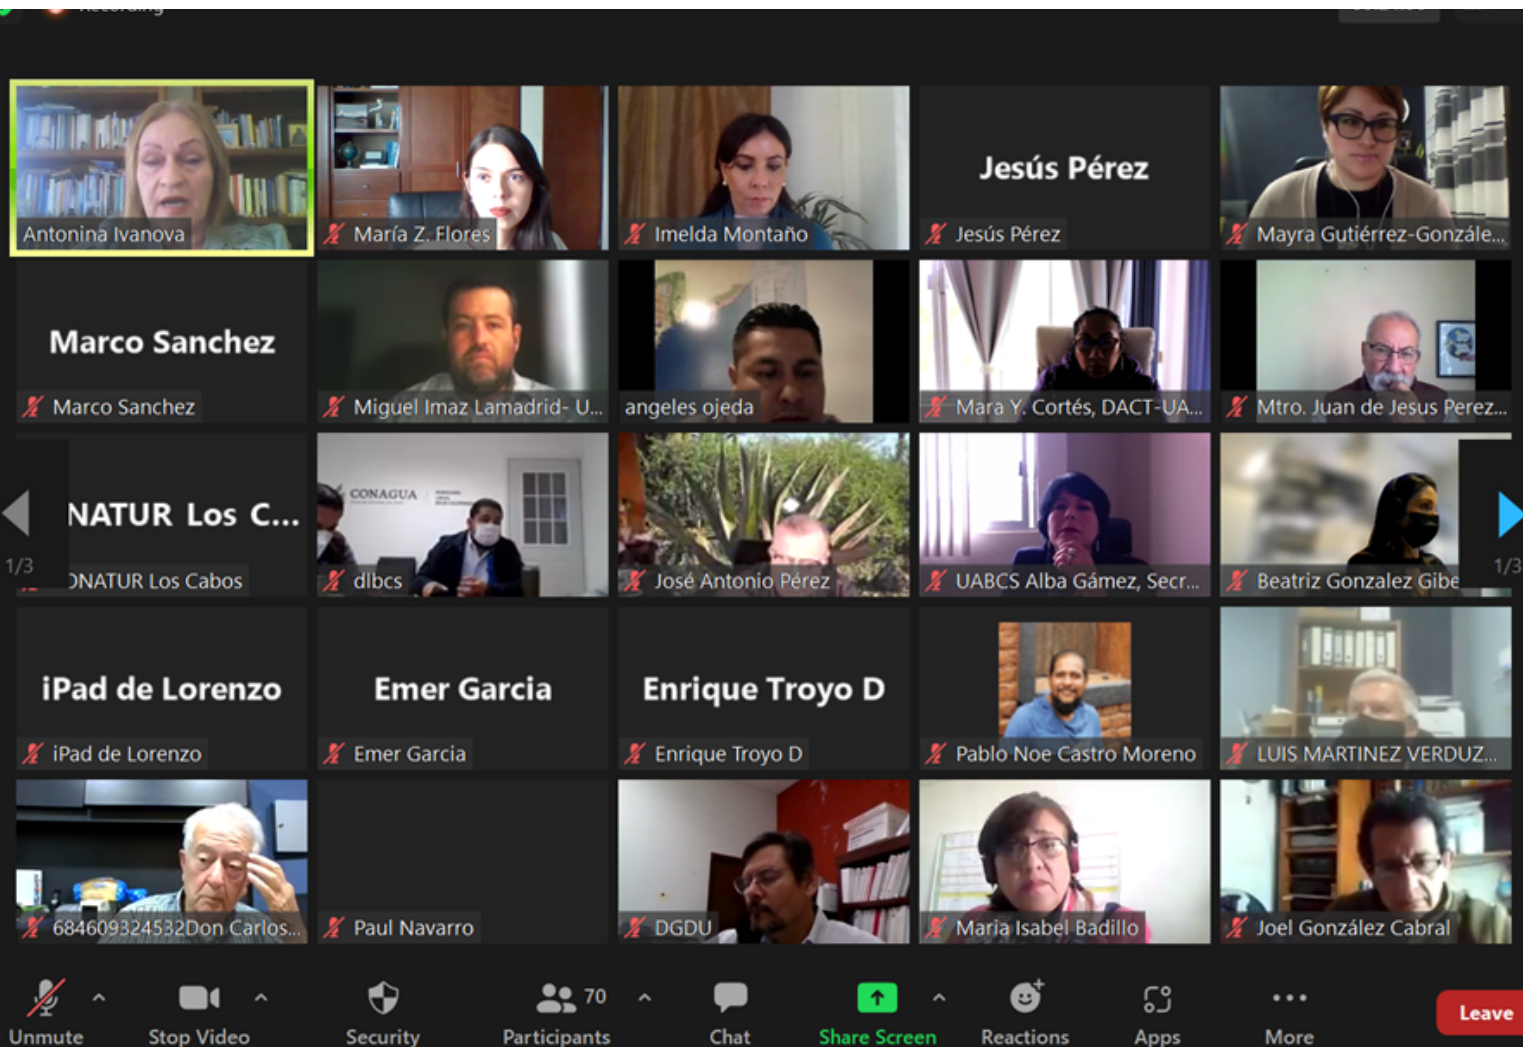 Recording
Antonina Ivanova
María Z. Flores
Imelda Montaño
Jesús Pérez
Jesús Pérez
Mayra Gutiérrez-Gonzále...
Marco Sanchez
Marco Sanchez
Miguel Imaz Lamadrid- U...
angeles ojeda
Mara Y. Cortés, DACT-UA...
Mtro. Juan de Jesus Perez...
NATUR Los C...
ONATUR Los Cabos
CONAGUA
dlbcs
José Antonio Pérez
UABCS Alba Gámez, Secr...
Beatriz Gonzalez Gibe
1/3
1/3
iPad de Lorenzo
iPad de Lorenzo
Emer Garcia
Emer Garcia
Enrique Troyo D
Enrique Troyo D
Pablo Noe Castro Moreno
LUIS MARTINEZ VERDUZ...
684609324532Don Carlos...
Paul Navarro
DGDU
Maria Isabel Badillo
Joel González Cabral
70
Unmute
Stop Video
Security
Participants
Chat
Share Screen
Reactions
Apps
More
Leave